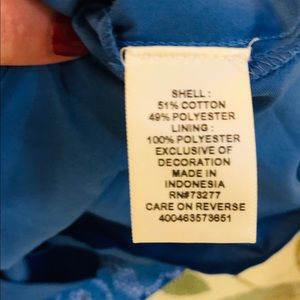 SHELL :
51% COTTON
49% POLYESTER
LINING :
100% POLYESTER
EXCLUSIVE OF
DECORATION
MADE IN
INDONESIA
RN#73277
CARE ON REVERSE
400463573651